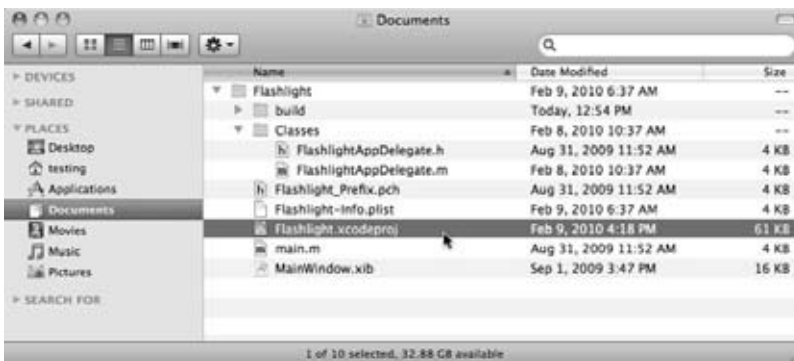 Documents
Name Date Modified Size
DEVICES
SHARED
PLACES
Desktop
testing
Applications
Documents
Movies
Music
Pictures
SEARCH FOR
Flashlight Feb 9, 2010 6:37 AM --
build Today, 12:54 PM --
Classes Feb 8, 2010 10:37 AM --
FlashlightAppDelegate.h Aug 31, 2009 11:52 AM 4 KB
FlashlightAppDelegate.m Feb 8, 2010 10:37 AM 4 KB
Flashlight_Prefix.pch Aug 31, 2009 11:52 AM 4 KB
Flashlight-Info.plist Feb 9, 2010 6:37 AM 4 KB
Flashlight.xcodeproj Feb 9, 2010 4:18 PM 61 KB
main.m Aug 31, 2009 11:52 AM 4 KB
MainWindow.xib Sep 1, 2009 3:47 PM 16 KB
1 of 10 selected, 32.88 GB available